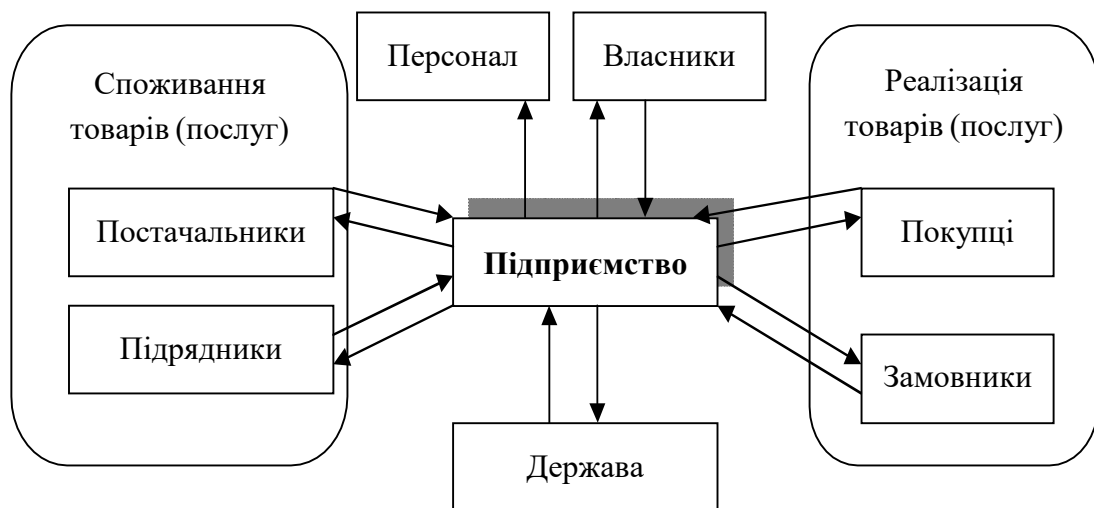 Персонал
Власники
Споживання
товарів (послуг)
Реалізація
товарів (послуг)
Постачальники
Підприємство
Покупці
Підрядники
Замовники
Держава